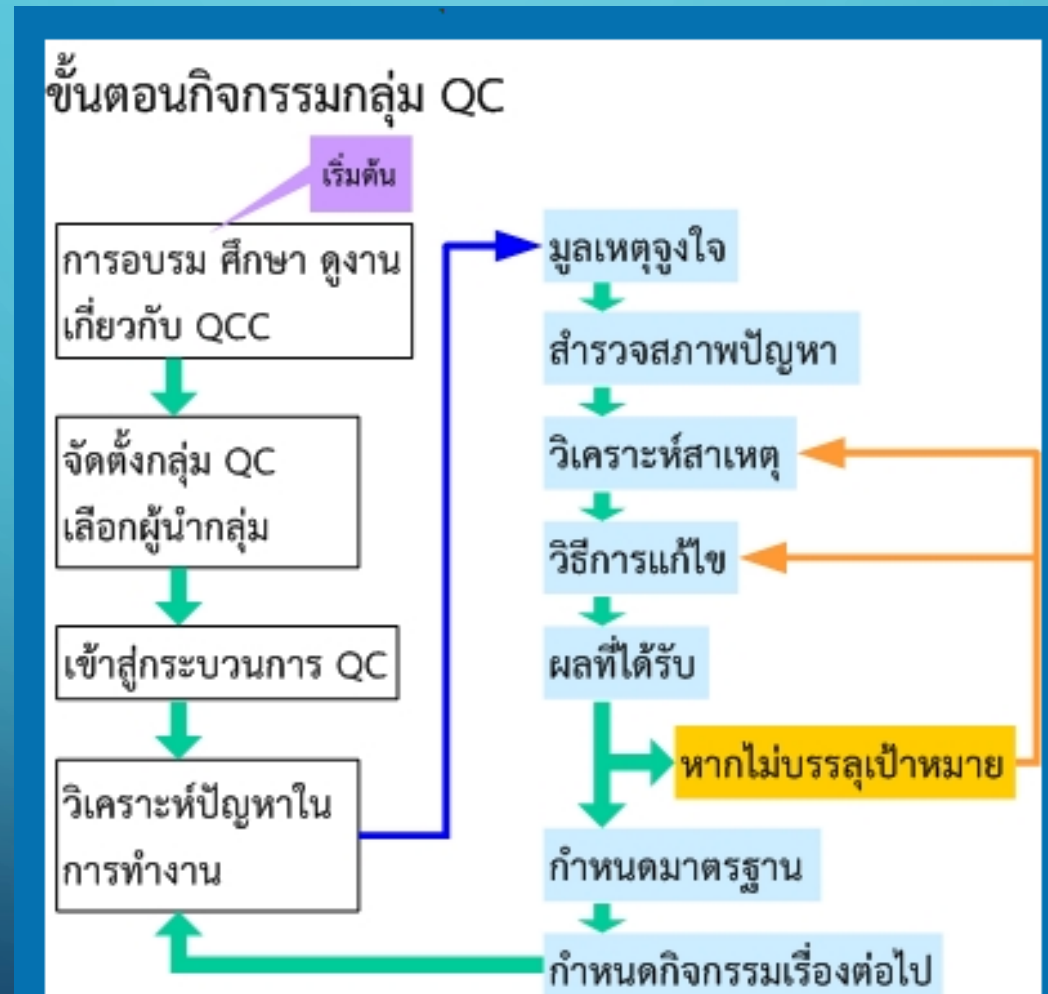 ขั้นตอนกิจกรรมกลุ่ม QC
เริ่มต้น
การอบรม ศึกษา ดูงาน
เกี่ยวกับ QCC
จัดตั้งกลุ่ม QC
เลือกผู้นำกลุ่ม
เข้าสู่กระบวนการ QC
วิเคราะห์ปัญหาใน
การทำงาน
มูลเหตุจูงใจ
สำรวจสภาพปัญหา
วิเคราะห์สาเหตุ
วิธีการแก้ไข
ผลที่ได้รับ
หากไม่บรรลุเป้าหมาย
กำหนดมาตรฐาน
กำหนดกิจกรรมเรื่องต่อไป